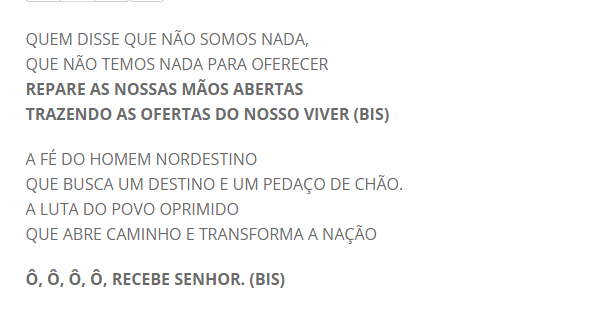 QUEM DISSE QUE NÃO SOMOS NADA,
QUE NÃO TEMOS NADA PARA OFERECER
REPARE AS NOSSAS MÃOS ABERTAS
TRAZENDO AS OFERTAS DO NOSSO VIVER (BIS)
A FÉ DO HOMEM NORDESTINO
QUE BUSCA UM DESTINO E UM PEDAÇO DE CHÃO.
A LUTA DO POVO OPRIMIDO
QUE ABRE CAMINHO E TRANSFORMA A NAÇÃO
Ô, Ô, Ô, Ô, RECEBE SENHOR. (BIS)